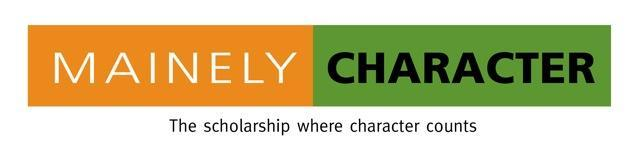 MAINELY CHARACTER
The scholarship where character counts